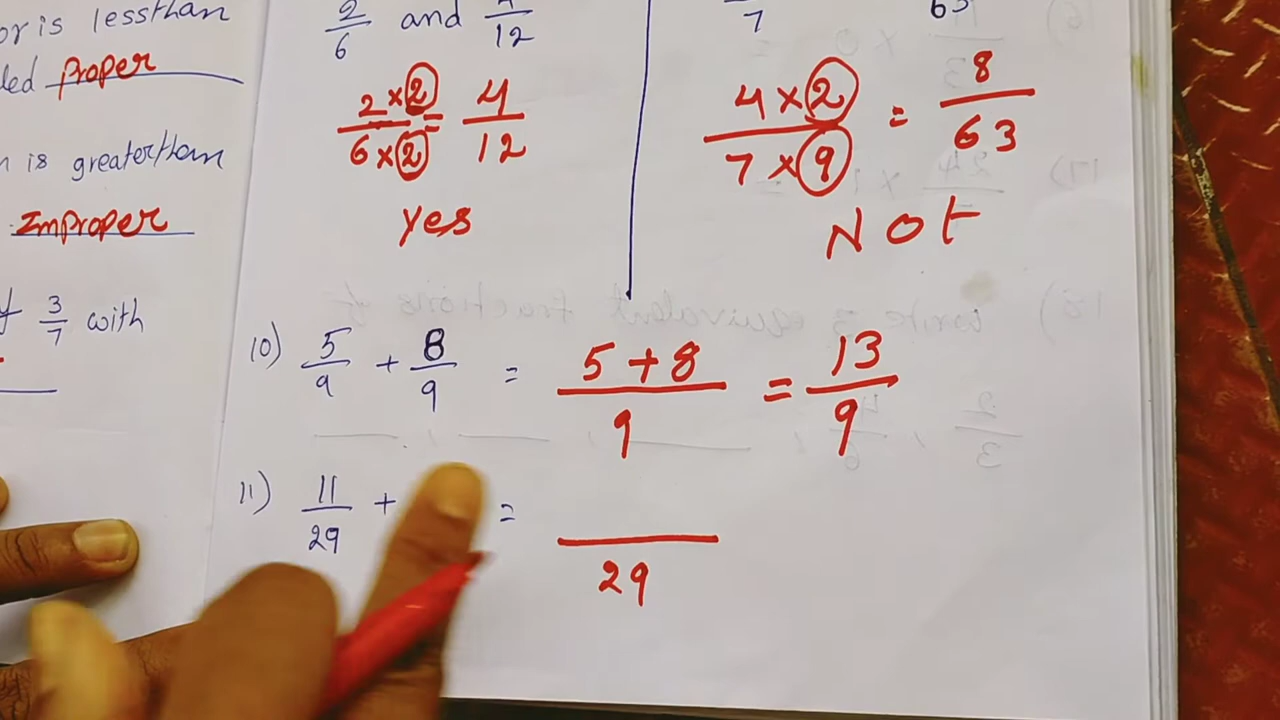 or is lessthan
led Proper
n is greaterthan
Improper
f 3/7 with
2/6 and 4/12
2×2/6×2 = 4/12
Yes
7
63
4×2/7×9 = 8/63
NOt
10) 5/9 + 8/9 = 5+8/9 = 13/9
11) 11/29 + = /29